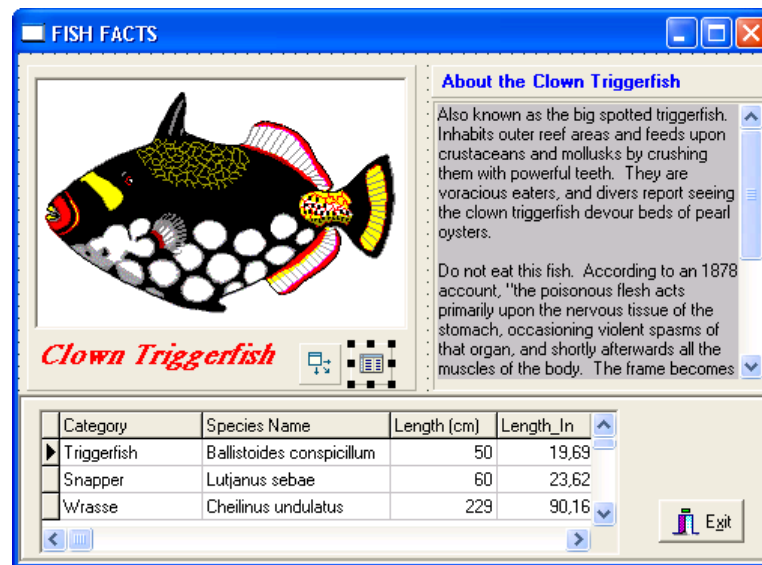 FISH FACTS
About the Clown Triggerfish
Also known as the big spotted triggerfish.
Inhabits outer reef areas and feeds upon
crustaceans and mollusks by crushing
them with powerful teeth.  They are
voracious eaters, and divers report seeing
the clown triggerfish devour beds of pearl
oysters.
Do not eat this fish.  According to an 1878
account, "the poisonous flesh acts
primarily upon the nervous tissue of the
stomach, occasioning violent spasms of
that organ, and shortly afterwards all the
muscles of the body.  The frame becomes
Clown Triggerfish
Category Species Name Length (cm) Length_In
Triggerfish Ballistoides conspicillum 50 19,69
Snapper Lutjanus sebae 60 23,62
Wrasse Cheilinus undulatus 229 90,16
Exit